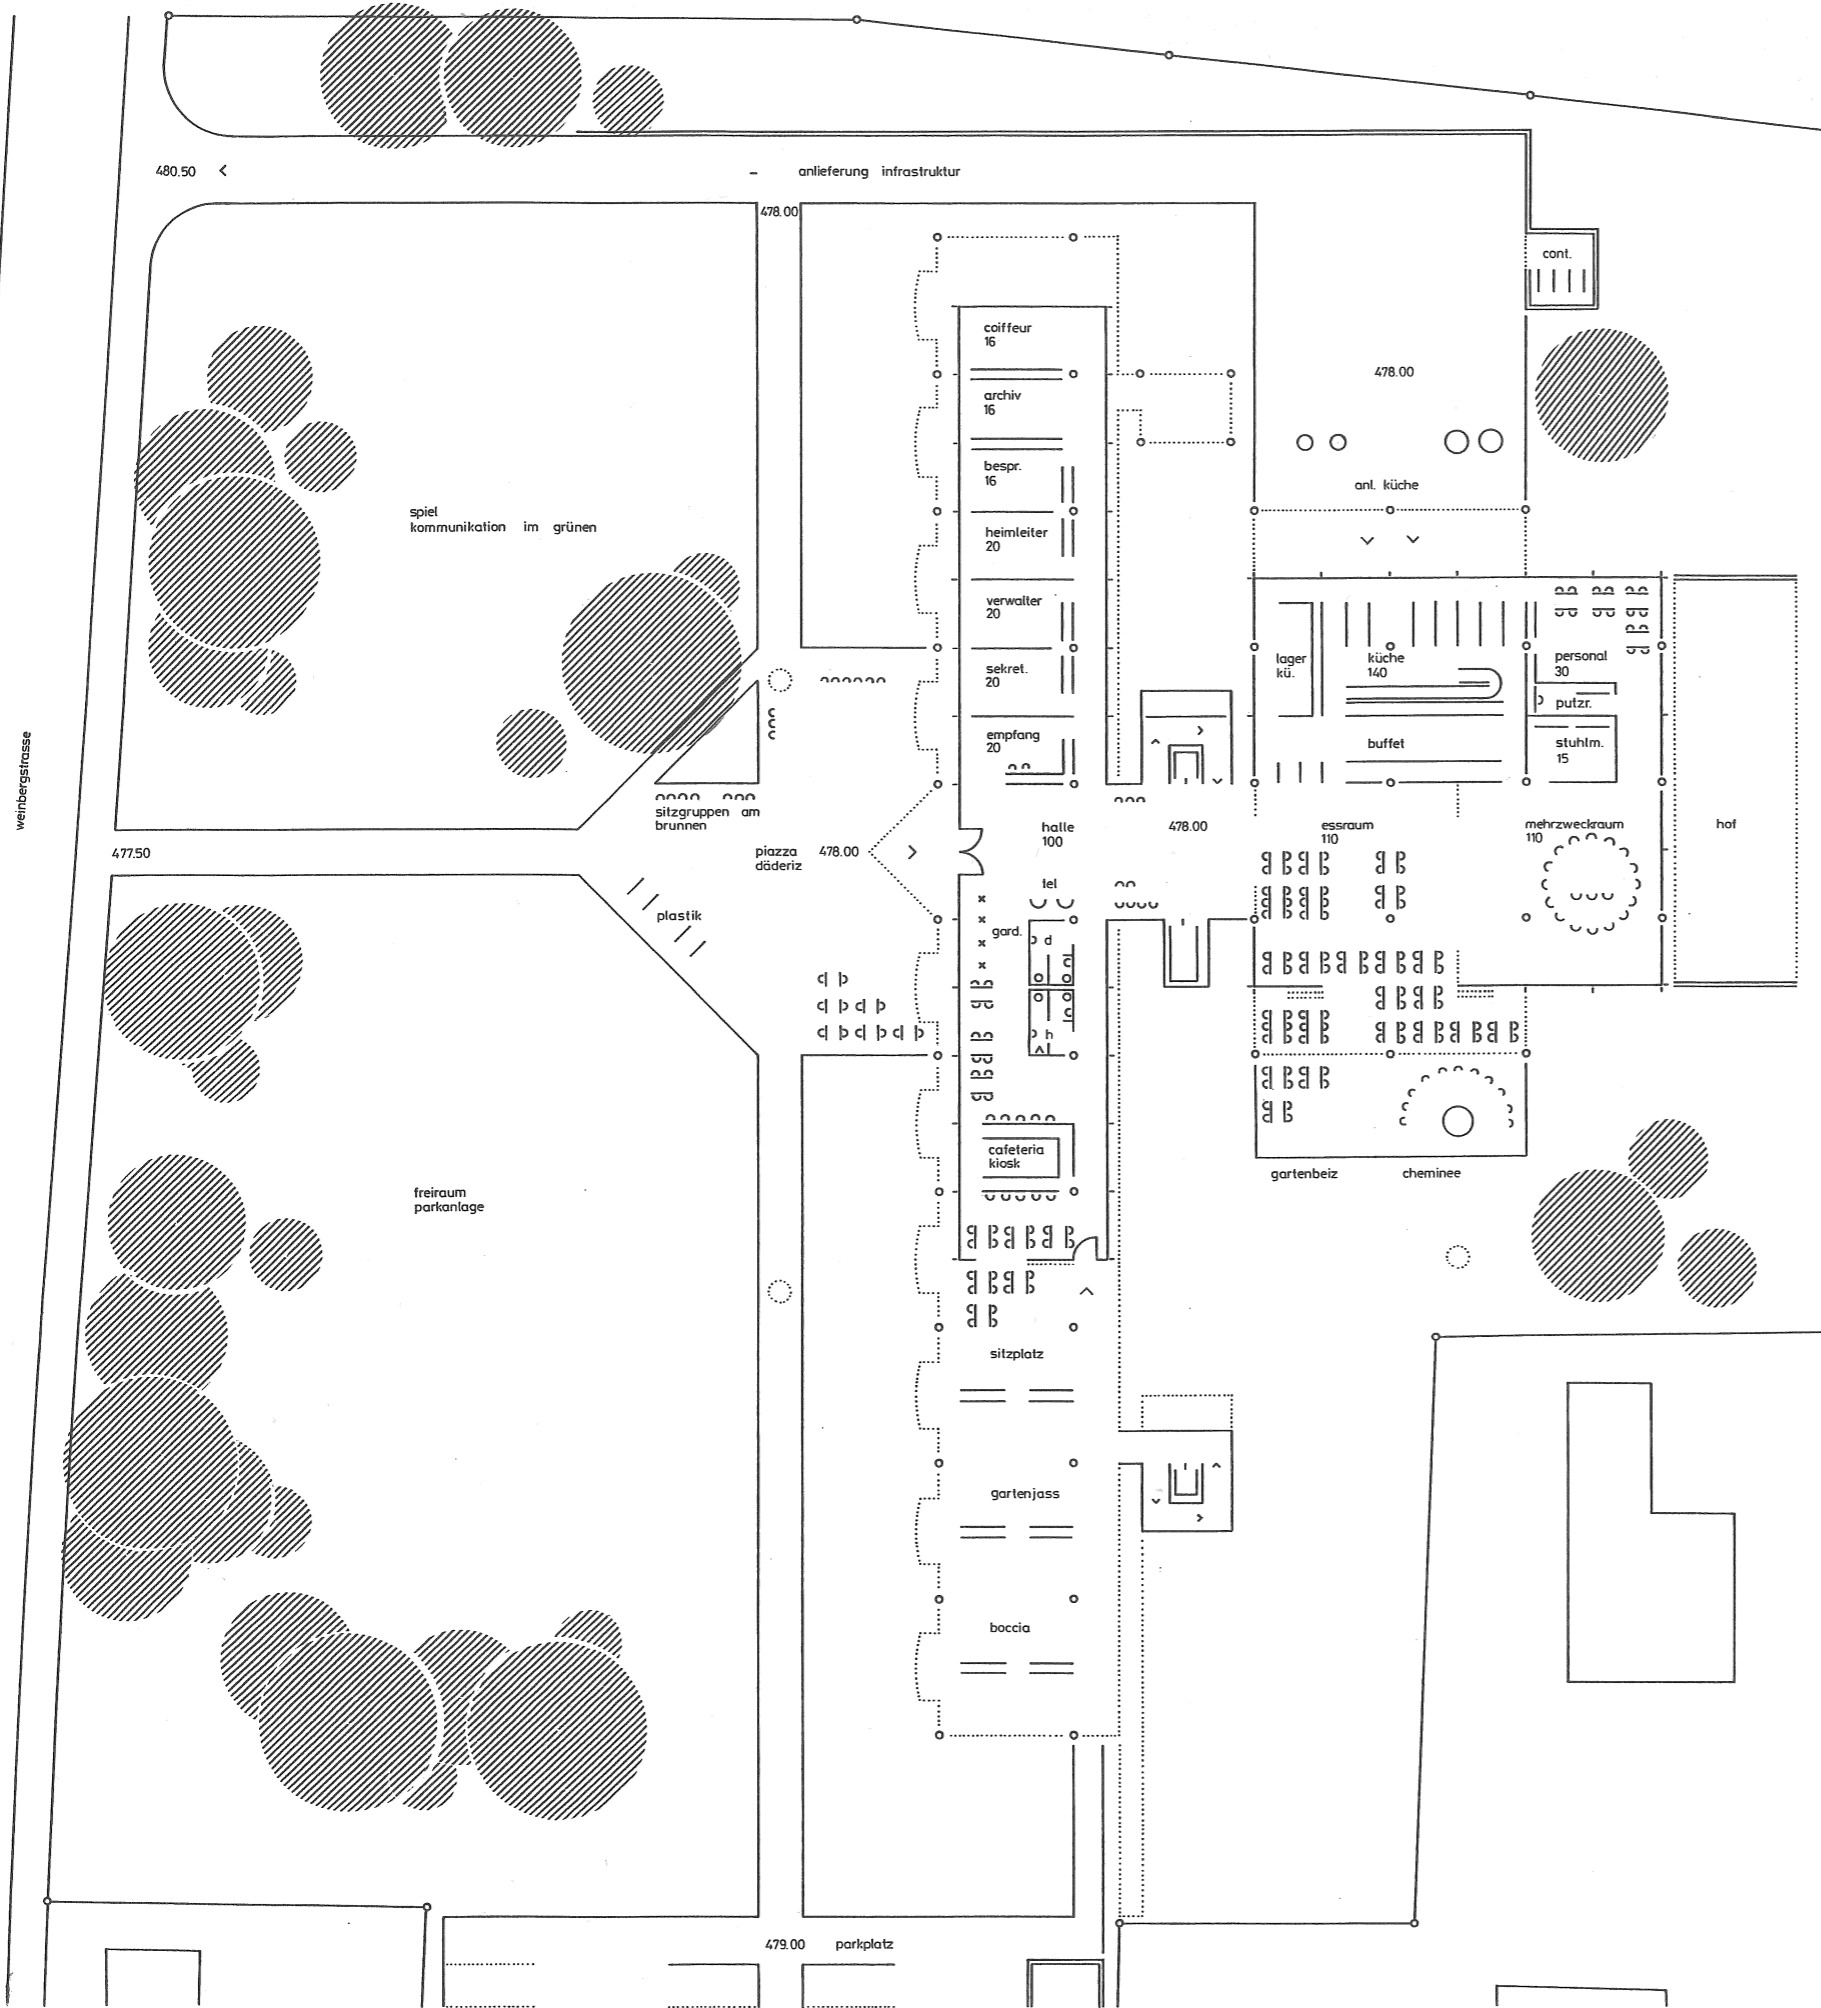 480.50
- anlieferung infrastruktur
478.00
cont.
coiffeur
16
478.00
archiv
16
bespr.
16
anl. küche
spiel
kommunikation im grünen
heimleiter
20
verwalter
20
lager
kü.
küche
140
personal
30
sekret.
20
putzr.
empfang
20
buffet
stuhlm.
15
weinbergstrasse
sitzgruppen am
brunnen
halle
100
478.00
essraum
110
mehrzweckraum
110
hof
477.50
piazza
däderiz
478.00
tel
plastik
gard.
d
h
cafeteria
kiosk
gartenbeiz
cheminee
freiraum
parkanlage
sitzplatz
gartenjass
boccia
479.00
parkplatz